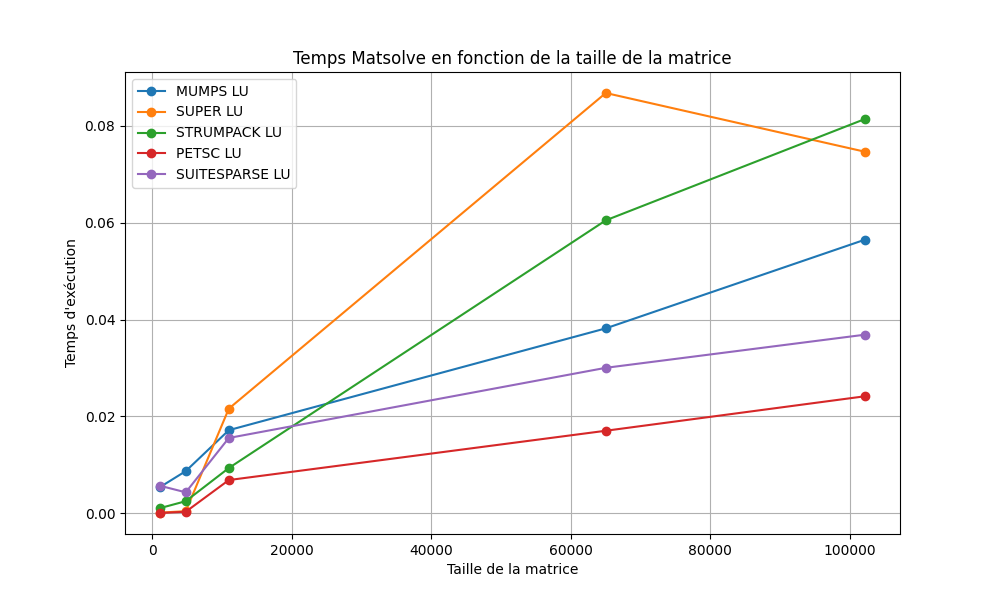 Temps Matsolve en fonction de la taille de la matrice
MUMPS LU
SUPER LU
STRUMPACK LU
PETSC LU
SUITESPARSE LU
0.08
0.06
0.04
0.02
0.00
Temps d'exécution
0
20000
40000
60000
80000
100000
Taille de la matrice